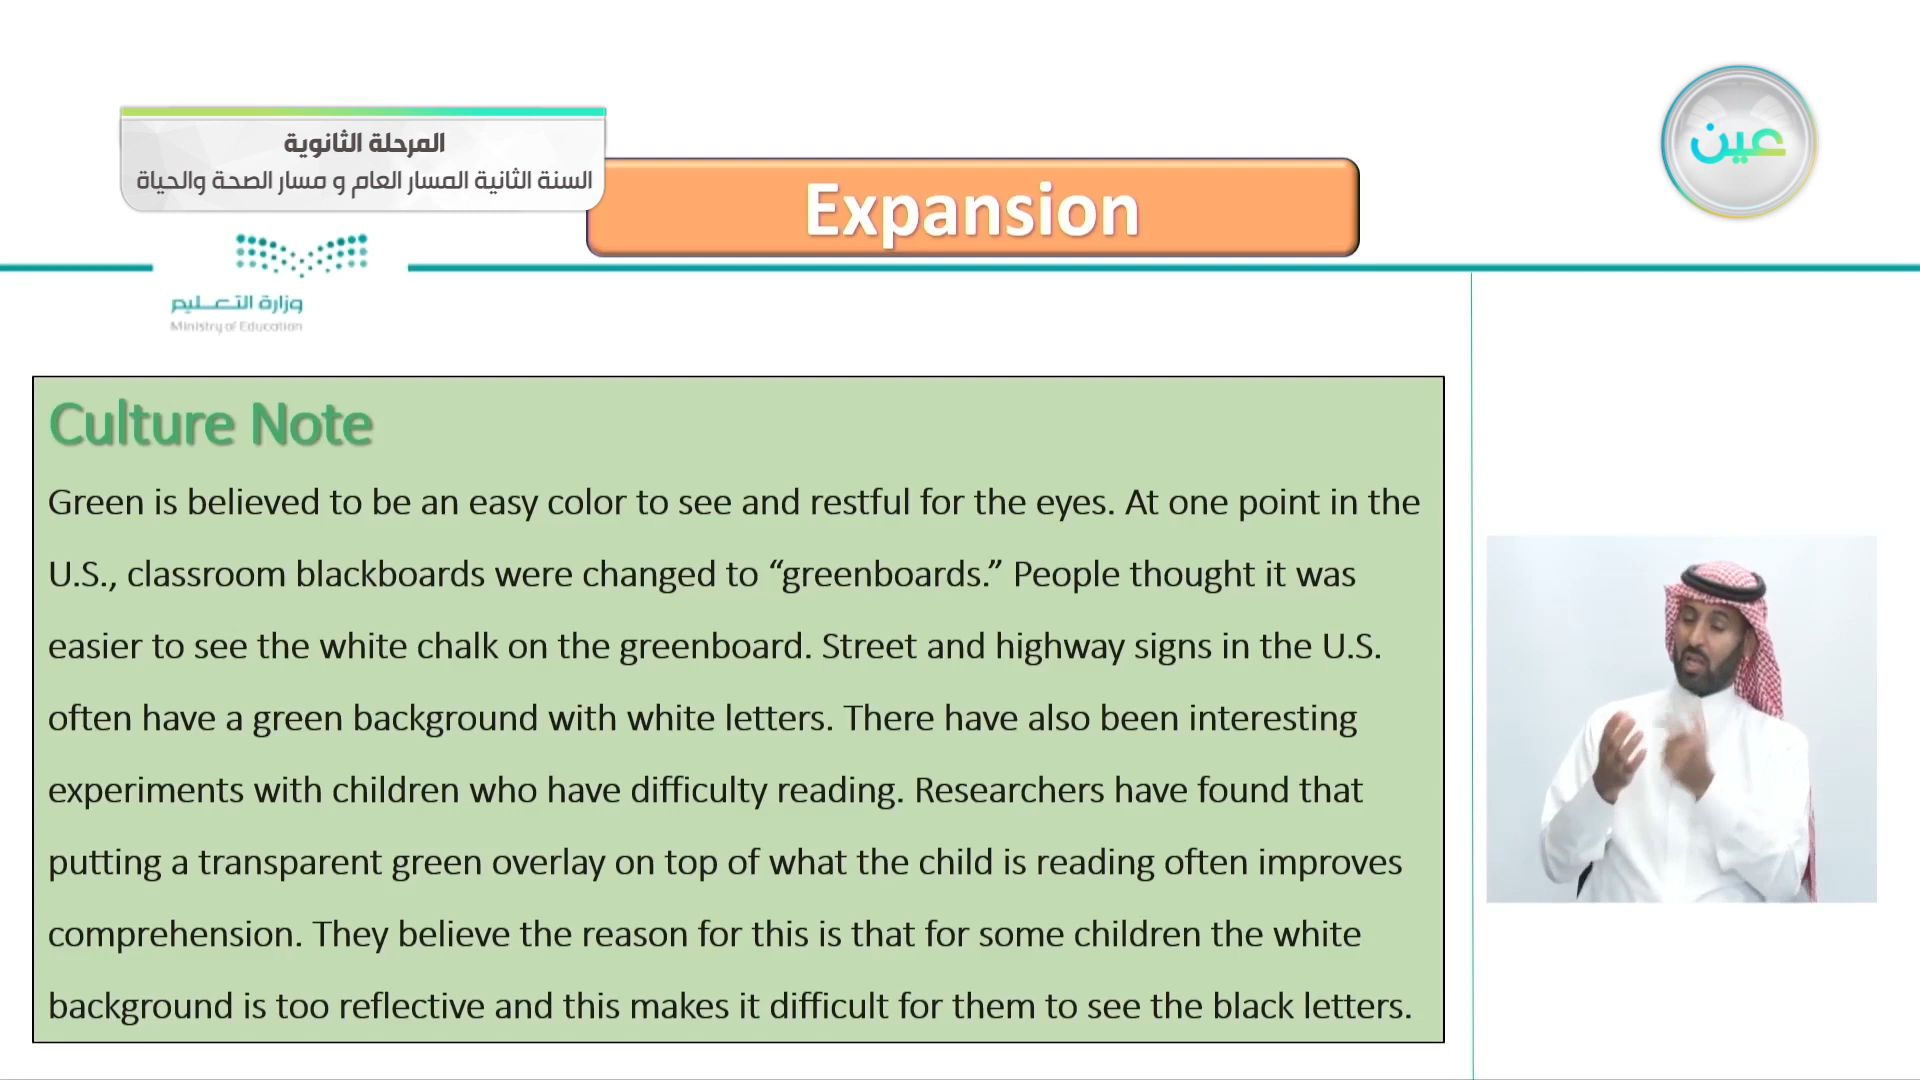 المرحلة الثانوية
السنة الثانية المسار العام و مسار الصحة والحياة
عين
Expansion
وزارة التعليم
Ministry of Education
Culture Note
Green is believed to be an easy color to see and restful for the eyes. At one point in the
U.S., classroom blackboards were changed to “greenboards.” People thought it was
easier to see the white chalk on the greenboard. Street and highway signs in the U.S.
often have a green background with white letters. There have also been interesting
experiments with children who have difficulty reading. Researchers have found that
putting a transparent green overlay on top of what the child is reading often improves
comprehension. They believe the reason for this is that for some children the white
background is too reflective and this makes it difficult for them to see the black letters.